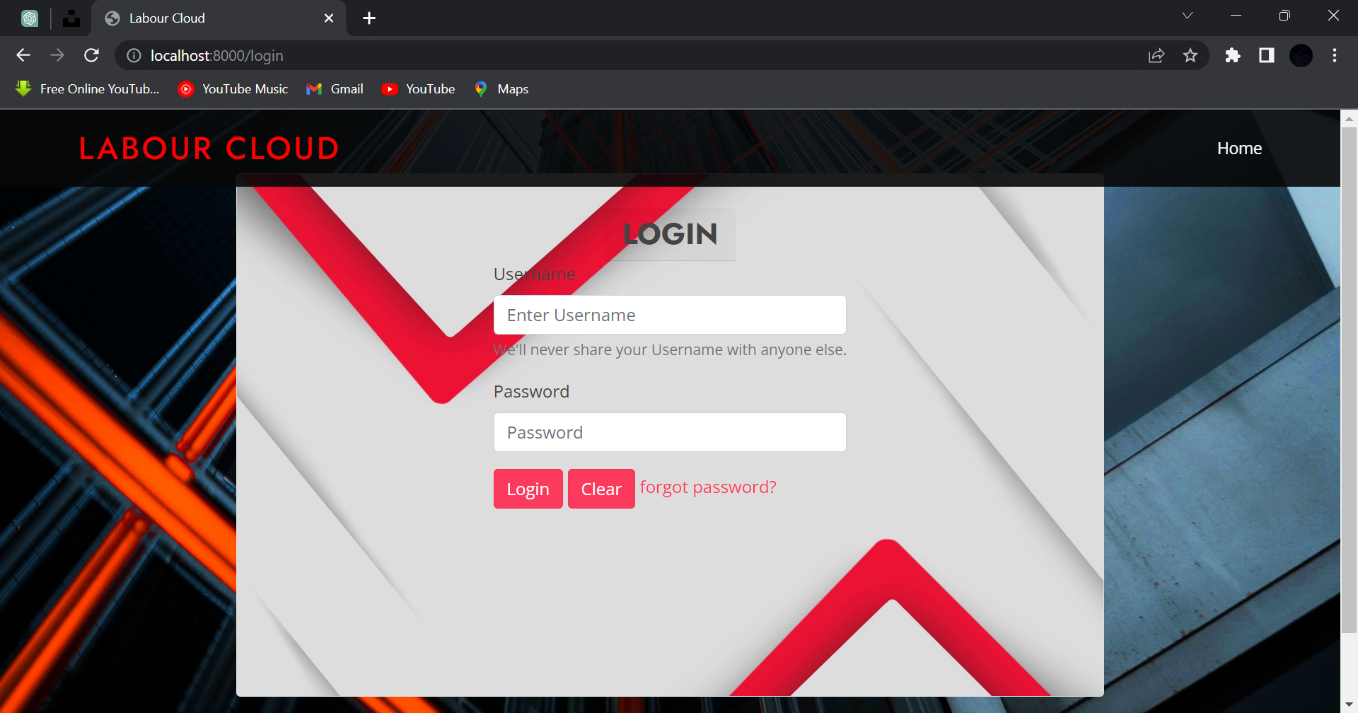 Labour Cloud
localhost:8000/login
Free Online YouTub... YouTube Music Gmail YouTube Maps
LABOUR CLOUD Home
LOGIN
Username
Enter Username
We'll never share your Username with anyone else.
Password
Password
Login Clear forgot password?